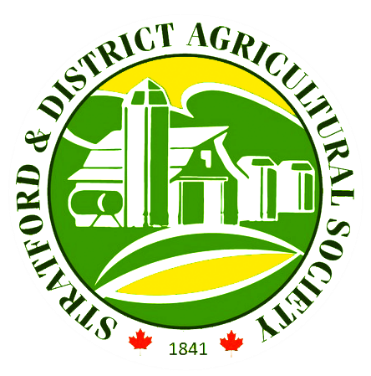 STRATFORD & DISTRICT AGRICULTURAL SOCIETY
1841